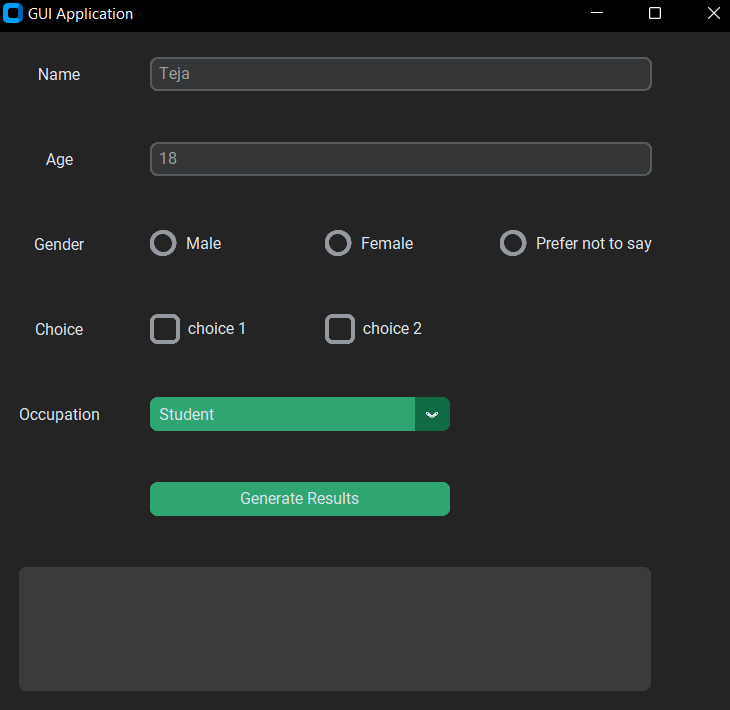 GUI Application
Name Teja
Age 18
Gender Male Female Prefer not to say
Choice choice 1 choice 2
Occupation Student
Generate Results